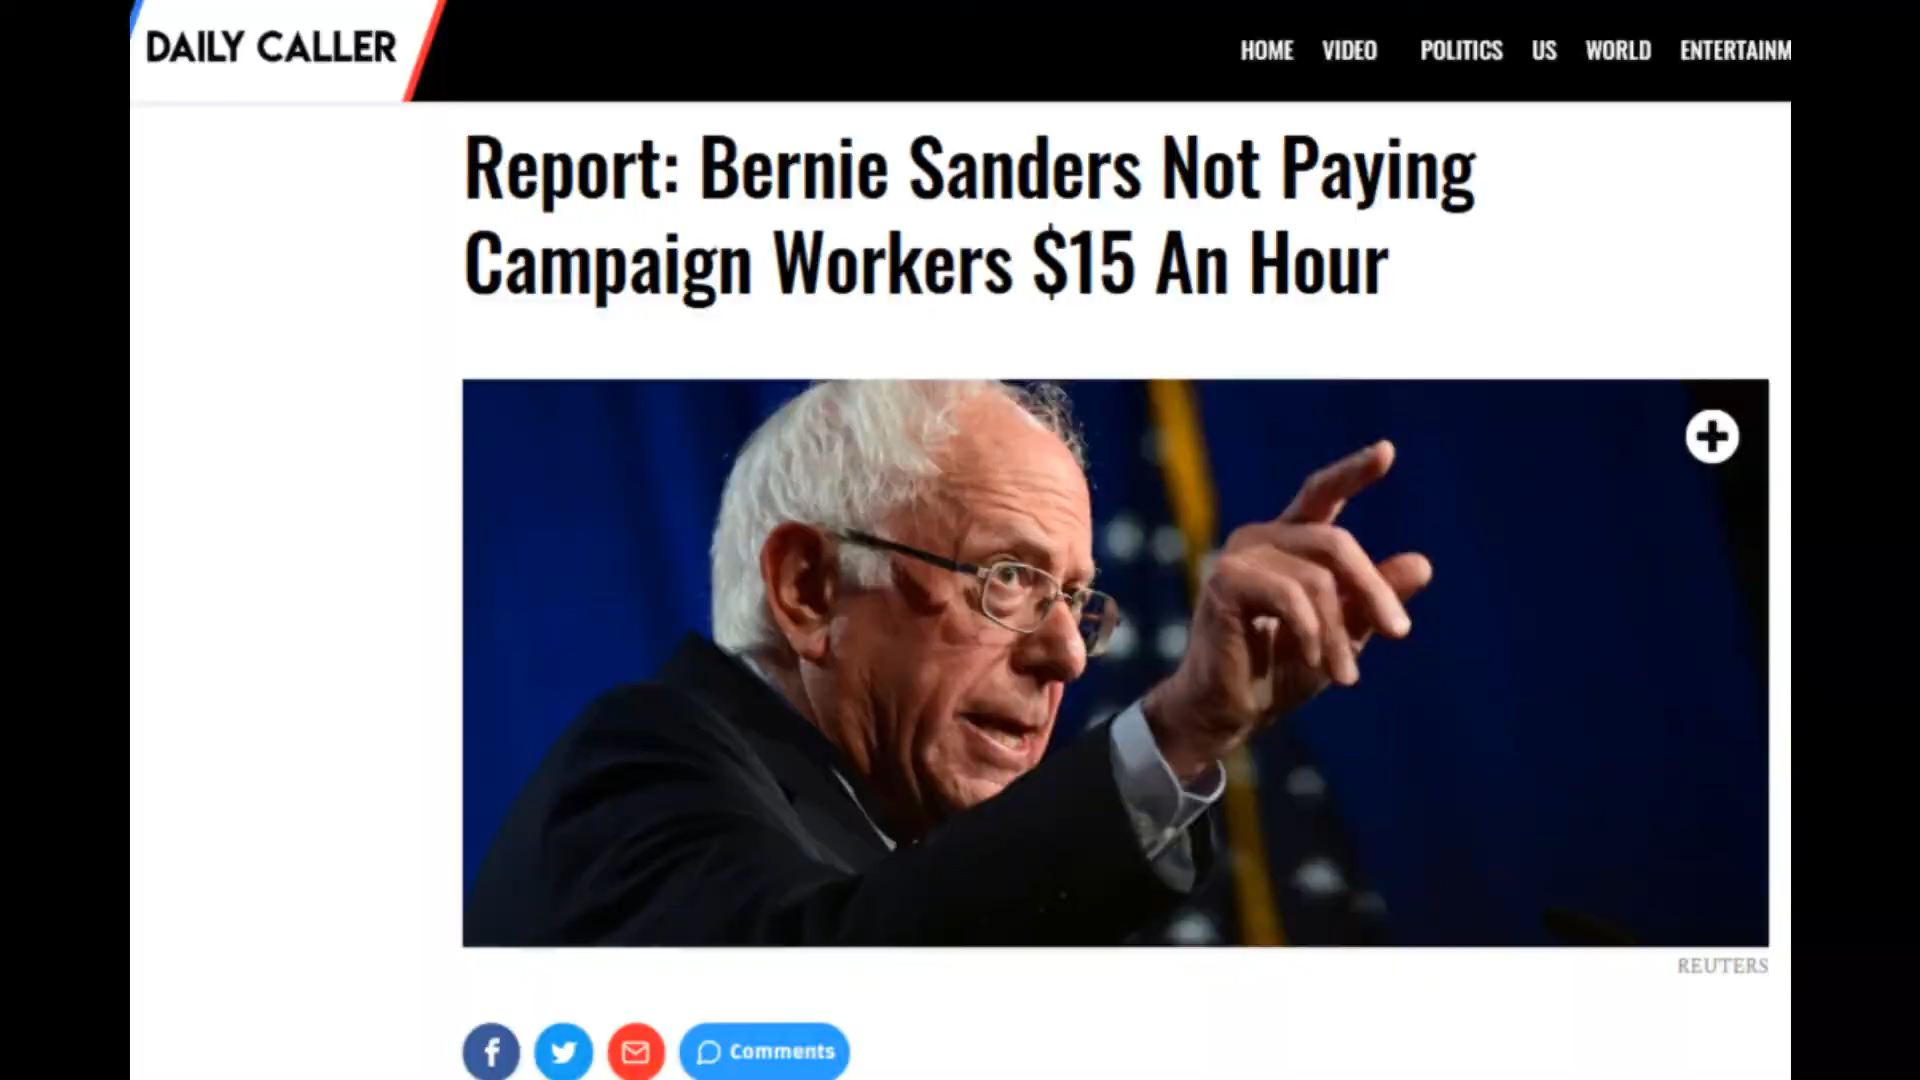 DAILY CALLER
HOME VIDEO POLITICS US WORLD ENTERTAINM
Report: Bernie Sanders Not Paying
Campaign Workers $15 An Hour
REUTERS
Comments